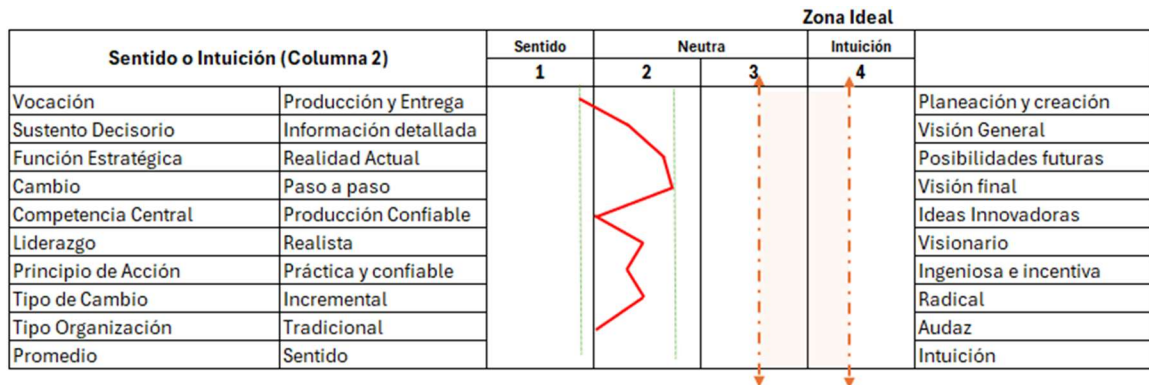 Zona Ideal
Sentido o Intuición (Columna 2) Sentido Neutra Intuición
1 2 3 4
Vocación Producción y Entrega Planeación y creación
Sustento Decisorio Información detallada Visión General
Función Estratégica Realidad Actual Posibilidades futuras
Cambio Paso a paso Visión final
Competencia Central Producción Confiable Ideas Innovadoras
Liderazgo Realista Visionario
Principio de Acción Práctica y confiable Ingeniosa e incentiva
Tipo de Cambio Incremental Radical
Tipo Organización Tradicional Audaz
Promedio Sentido Intuición